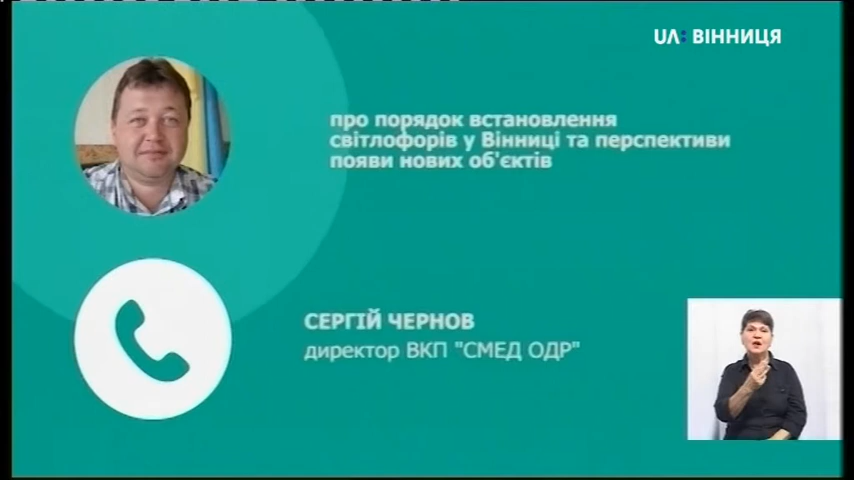 UA: ВІННИЦЯ
про порядок встановлення
світлофорів у Вінниці та перспективи
появи нових об'єктів
СЕРГІЙ ЧЕРНОВ
директор ВКП "СМЕД ОДР"